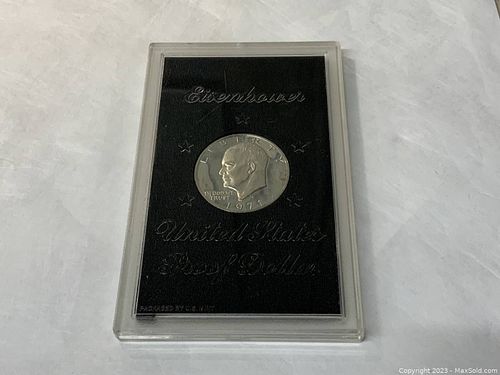 Eisenhower
LIBERTY
IN GOD WE
TRUST
1971
United States
Proof Dollar
PACKAGED BY U.S. MINT
Copyright 2023 - MaxSold.com